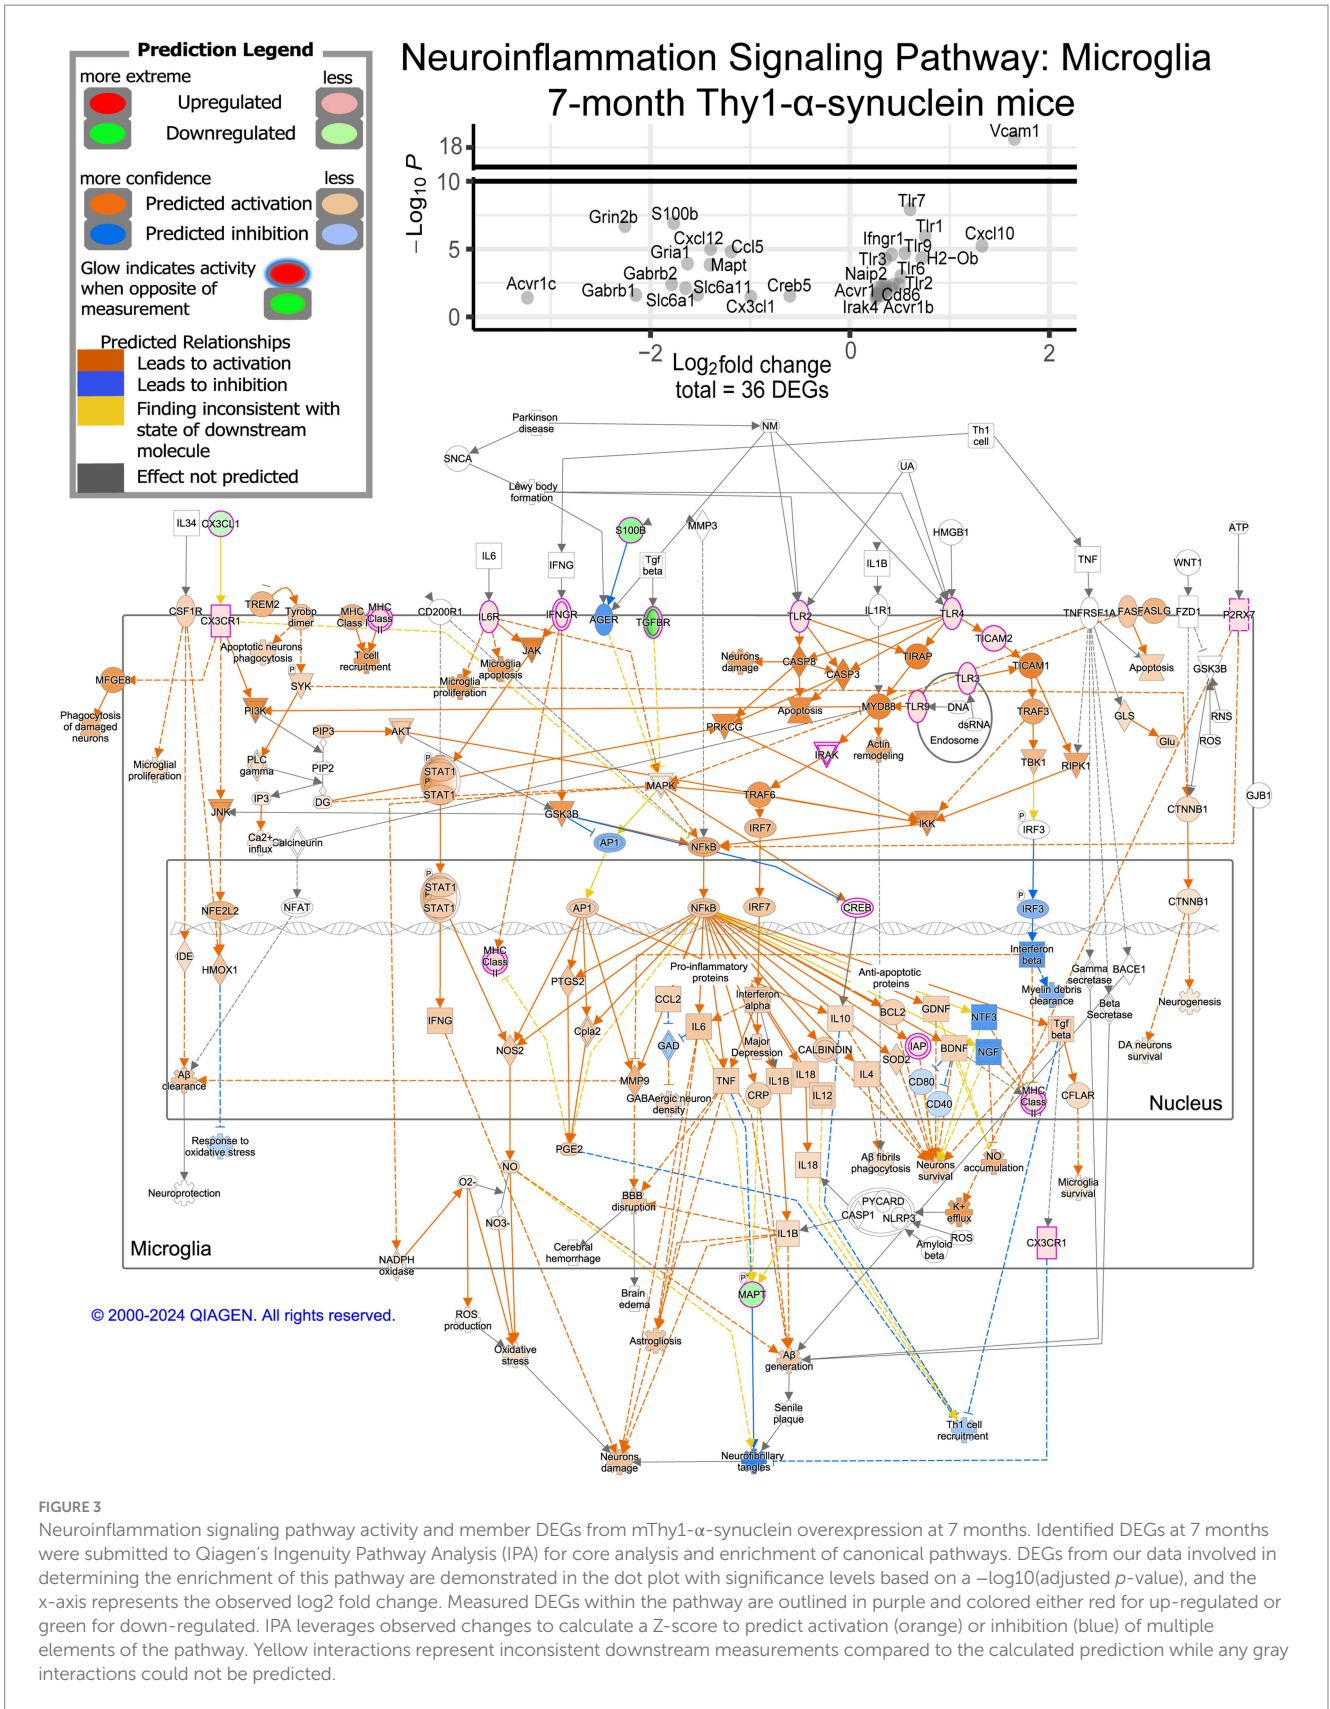 Prediction Legend
more extreme less
Upregulated
Downregulated
more confidence less
Predicted activation
Predicted inhibition
Glow indicates activity
when opposite of
measurement
Predicted Relationships
Leads to activation
Leads to inhibition
Finding inconsistent with
state of downstream
molecule
Effect not predicted
Neuroinflammation Signaling Pathway: Microglia
7-month Thy1-α-synuclein mice
−Log10 P
18
10
5
0
Vcam1
Tlr7
Grin2b
S100b
Tlr1
Cxcl10
Cxcl12
Ccl5
Ifngr1
Tlr9
Gria1
Mapt
Tlr3
H2−Ob
Gabrb2
Naip2
Tlr6
Acvr1c
Gabrb1
Slc6a11
Creb5
Acvr1
Tlr2
Slc6a1
Cx3cl1
Cd86
Irak4
Acvr1b
−2 0 2
Log2fold change
total = 36 DEGs
Parkinson
disease
NM
Th1
cell
SNCA
UA
Lewy body
formation
IL34
CX3CL1
S100B
MMP3
HMGB1
ATP
IL6
IFNG
Tgf
beta
IL1B
TNF
WNT1
CSF1R
CX3CR1
TREM2
Tyrobp
dimer
MHC
Class I
MHC
Class
II
CD200R1
IL6R
IFNGR
AGER
TGFBR
TLR2
IL1R1
TLR4
TNFRSF1A
FAS
FASLG
FZD1
P2RX7
Apoptotic neurons
phagocytosis
T cell
recruitment
JAK
Microglia
apoptosis
Microglia
proliferation
Neurons
damage
CASP8
CASP3
TIRAP
TICAM2
TICAM1
TLR3
Apoptosis
GSK3B
MFGE8
SYK
PI3K
Phagocytosis
of damaged
neurons
PIP3
AKT
PRKCG
Apoptosis
MYD88
TLR9
DNA
dsRNA
Endosome
TRAF3
GLS
Glu
RNS
ROS
Microglial
proliferation
PLC
gamma
PIP2
IP3
DG
P
STAT1
P
STAT1
MAPK
IRAK
Actin
remodeling
TBK1
RIPK1
TRAF6
GJB1
JNK
Ca2+
influx
Calcineurin
GSK3B
AP1
NFkB
IRF7
IKK
P
IRF3
CTNNB1
NFE2L2
NFAT
P
STAT1
P
STAT1
AP1
NFkB
IRF7
CREB
P
IRF3
CTNNB1
IDE
HMOX1
MHC
Class
II
PTGS2
Pro-inflammatory
proteins
Anti-apoptotic
proteins
Interferon
beta
Gamma
secretase
BACE1
Myelin debris
clearance
Beta
Secretase
Neurogenesis
IFNG
NOS2
Cpla2
CCL2
GAD
IL6
Interferon
alpha
Major
Depression
IL10
CALBINDIN
BCL2
GDNF
NTF3
Tgf
beta
SOD2
IAP
BDNF
NGF
DA neurons
survival
Aβ
clearance
MMP9
GABAergic neuron
density
TNF
CRP
IL1B
IL18
IL12
IL4
CD80
CD40
MHC
Class
II
CFLAR
Nucleus
Response to
oxidative stress
Neuroprotection
PGE2
NO
O2-
NO3-
BBB
disruption
IL18
Aβ fibrils
phagocytosis
Neurons
survival
NO
accumulation
Microglia
survival
PYCARD
CASP1
NLRP3
K+
efflux
ROS
Amyloid
beta
CX3CR1
IL1B
Microglia
NADPH
oxidase
Cerebral
hemorrhage
Brain
edema
P
MAPT
© 2000-2024 QIAGEN. All rights reserved.
ROS
production
Oxidative
stress
Astrogliosis
Aβ
generation
Senile
plaque
Th1 cell
recruitment
Neurons
damage
Neurofibrillary
tangles
FIGURE 3
Neuroinflammation signaling pathway activity and member DEGs from mThy1-α-synuclein overexpression at 7 months. Identified DEGs at 7 months
were submitted to Qiagen's Ingenuity Pathway Analysis (IPA) for core analysis and enrichment of canonical pathways. DEGs from our data involved in
determining the enrichment of this pathway are demonstrated in the dot plot with significance levels based on a −log10(adjusted p-value), and the
x-axis represents the observed log2 fold change. Measured DEGs within the pathway are outlined in purple and colored either red for up-regulated or
green for down-regulated. IPA leverages observed changes to calculate a Z-score to predict activation (orange) or inhibition (blue) of multiple
elements of the pathway. Yellow interactions represent inconsistent downstream measurements compared to the calculated prediction while any gray
interactions could not be predicted.